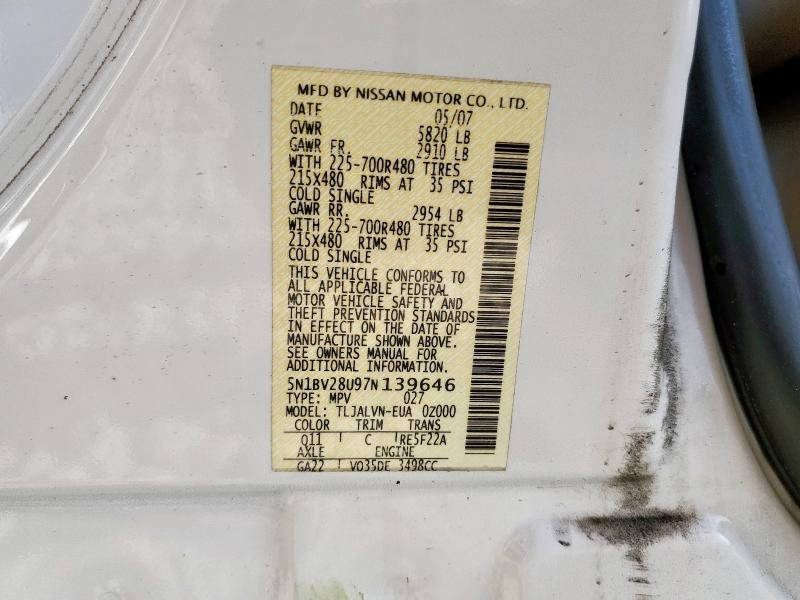 MFD BY NISSAN MOTOR CO., LTD.
DATE 05/07
GVWR 5820 LB
GAWR FR. 2910 LB
WITH 225-700R480 TIRES
215X480 RIMS AT 35 PSI
COLD SINGLE
GAWR RR. 2954 LB
WITH 225-700R480 TIRES
215X480 RIMS AT 35 PSI
COLD SINGLE
THIS VEHICLE CONFORMS TO
ALL APPLICABLE FEDERAL
MOTOR VEHICLE SAFETY AND
THEFT PREVENTION STANDARDS
IN EFFECT ON THE DATE OF
MANUFACTURE SHOWN ABOVE.
SEE OWNERS MANUAL FOR
ADDITIONAL INFORMATION.
5N1BV28U97N139646
TYPE: MPV 027
MODEL: TLJALVN-EUA 0Z000
COLOR TRIM TRANS
Q11 C RE5F22A
AXLE ENGINE
GA22 VQ35DE 3498CC